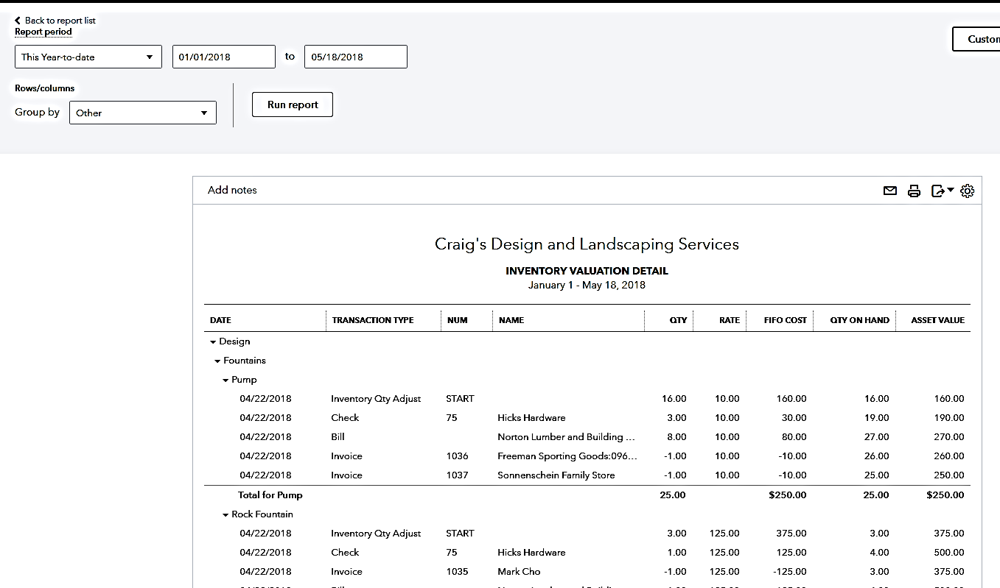 Back to report list
Report period
This Year-to-date 01/01/2018 to 05/18/2018
Custom
Rows/columns
Group by Other Run report
Add notes
Craig's Design and Landscaping Services
INVENTORY VALUATION DETAIL
January 1 - May 18, 2018
DATE TRANSACTION TYPE NUM NAME QTY RATE FIFO COST QTY ON HAND ASSET VALUE
Design
Fountains
Pump
04/22/2018 Inventory Qty Adjust START 16.00 10.00 160.00 16.00 160.00
04/22/2018 Check 75 Hicks Hardware 3.00 10.00 30.00 19.00 190.00
04/22/2018 Bill Norton Lumber and Building ... 8.00 10.00 80.00 27.00 270.00
04/22/2018 Invoice 1036 Freeman Sporting Goods:096... -1.00 10.00 -10.00 26.00 260.00
04/22/2018 Invoice 1037 Sonnenschein Family Store -1.00 10.00 -10.00 25.00 250.00
Total for Pump 25.00 $250.00 25.00 $250.00
Rock Fountain
04/22/2018 Inventory Qty Adjust START 3.00 125.00 375.00 3.00 375.00
04/22/2018 Check 75 Hicks Hardware 1.00 125.00 125.00 4.00 500.00
04/22/2018 Invoice 1035 Mark Cho -1.00 125.00 -125.00 3.00 375.00